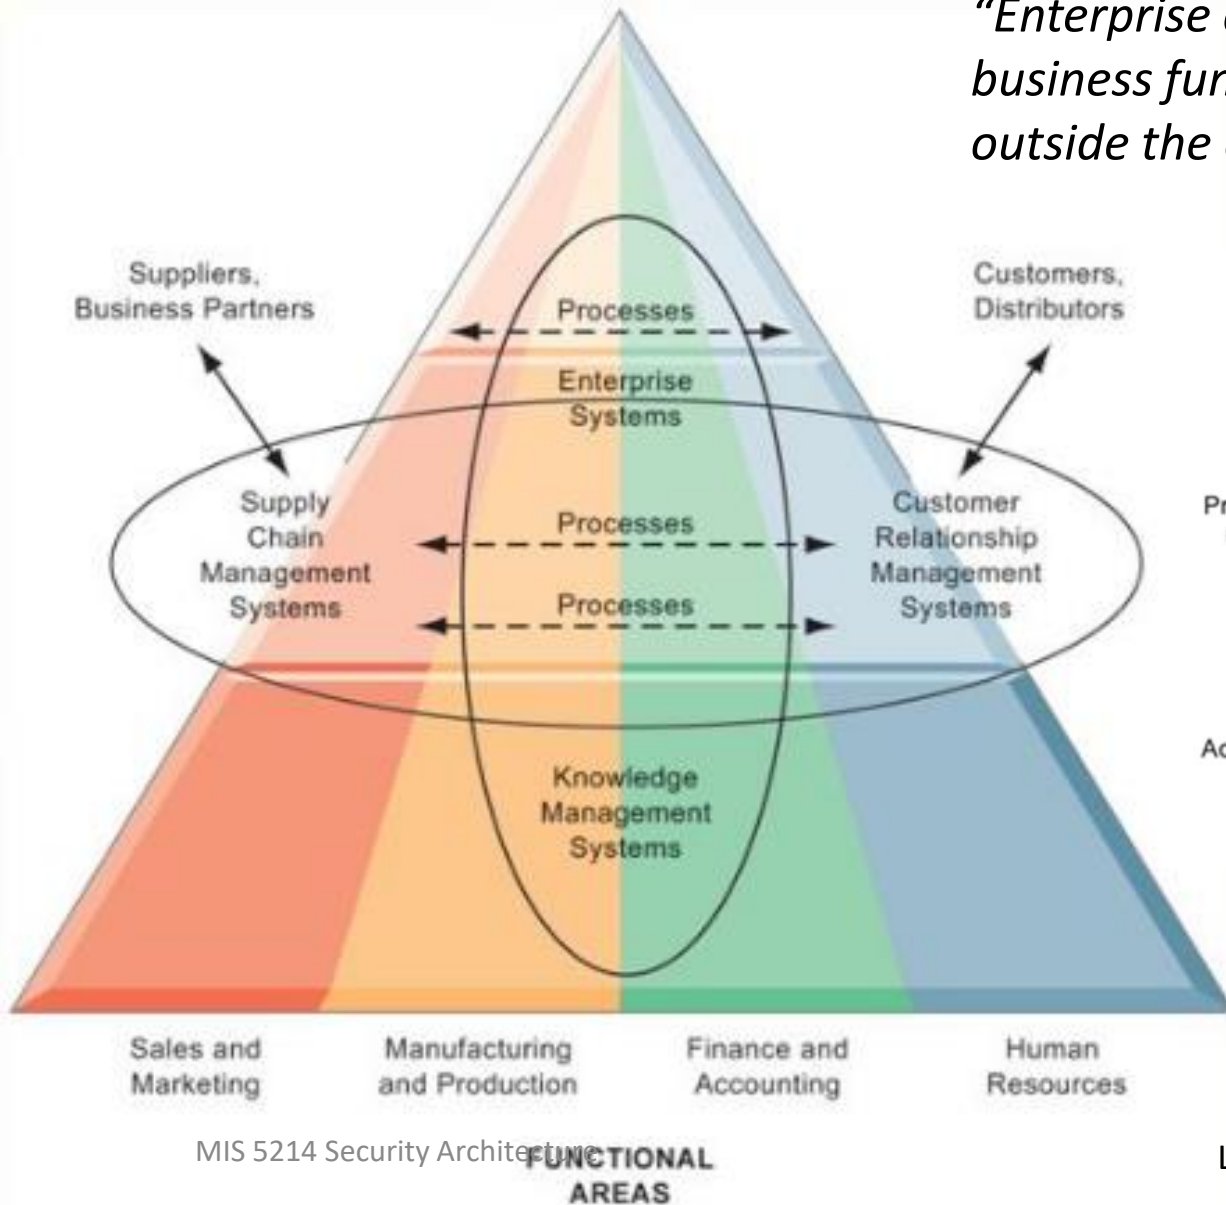 “Enterprise
business
outside the
Suppliers,
Business Partners
Customers,
Distributors
Processes
Enterprise
Systems
Supply
Chain
Management
Systems
Processes
Processes
Customer
Relationship
Management
Systems
Knowledge
Management
Systems
Sales and
Marketing
Manufacturing
and Production
Finance and
Accounting
Human
Resources
MIS 5214 Security Architecture
FUNCTIONAL
AREAS